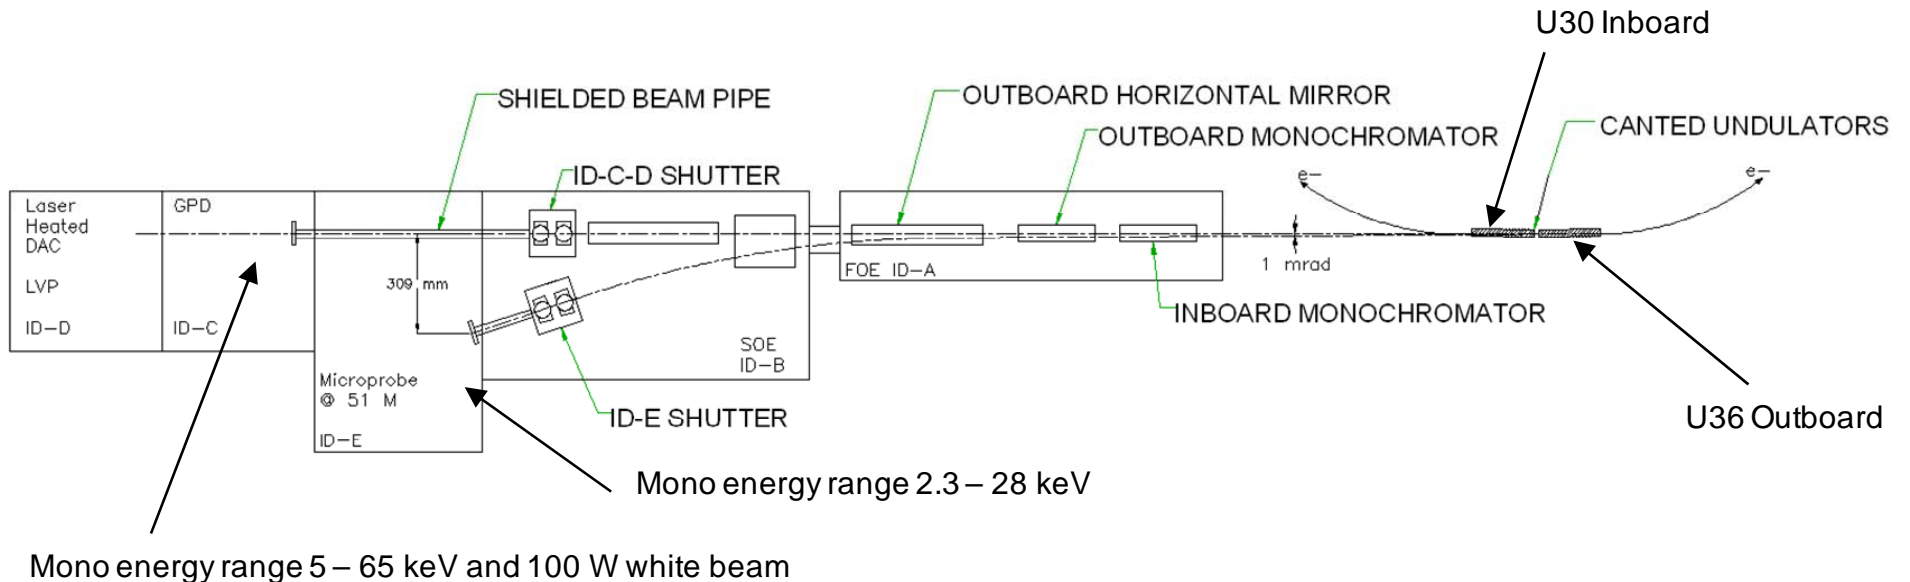 U30 Inboard
SHIELDED BEAM PIPE
OUTBOARD HORIZONTAL MIRROR
OUTBOARD MONOCHROMATOR
CANTED UNDULATORS
ID-C-D SHUTTER
e-
e-
Laser
Heated
DAC
LVP
ID-D
GPD
ID-C
309 mm
FOE ID-A
1 mrad
INBOARD MONOCHROMATOR
SOE
ID-B
Microprobe
@ 51 M
ID-E
ID-E SHUTTER
U36 Outboard
Mono energy range 2.3 – 28 keV
Mono energy range 5 – 65 keV and 100 W white beam